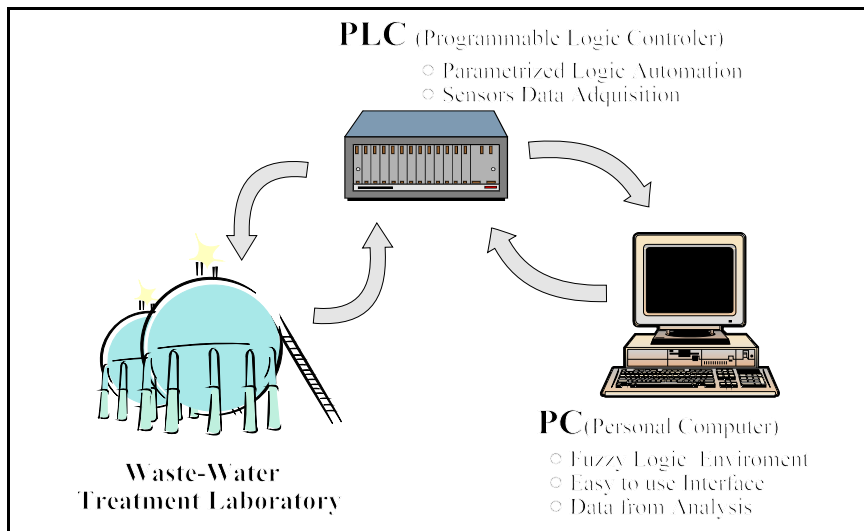 PLC (Programmable Logic Controler)
○ Parametrized Logic Automation
○ Sensors Data Adquisition
Waste-Water
Treatment Laboratory
PC (Personal Computer)
○ Fuzzy Logic Enviroment
○ Easy to use Interface
○ Data from Analysis